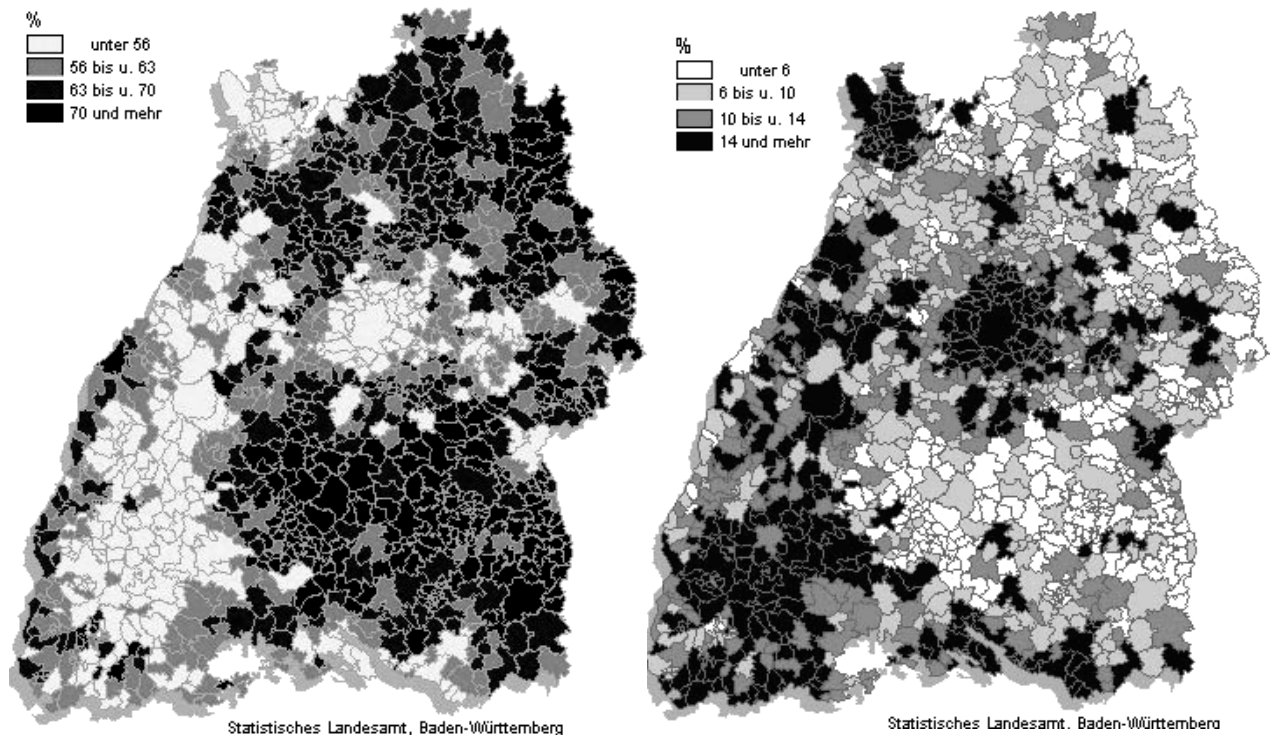 %
unter 56
56 bis u. 63
63 bis u. 70
70 und mehr
Statistisches Landesamt, Baden-Württemberg
%
unter 6
6 bis u. 10
10 bis u. 14
14 und mehr
Statistisches Landesamt. Baden-Württemberg